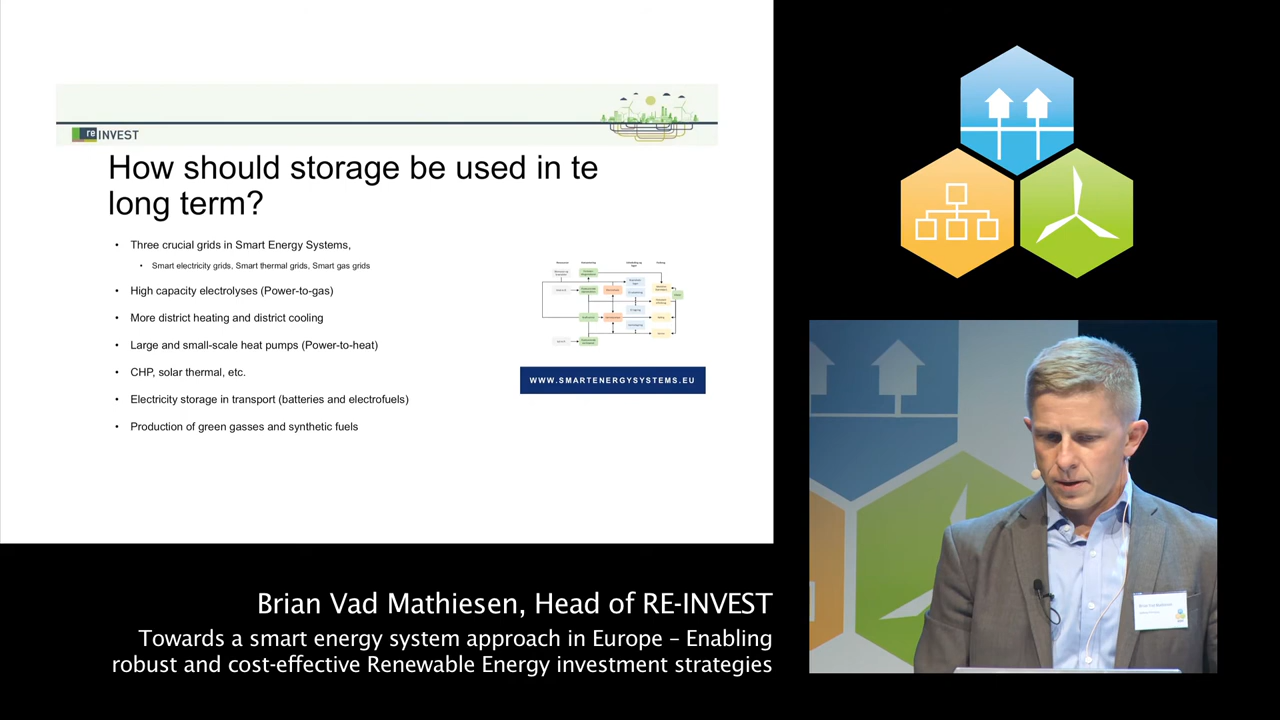 re INVEST
How should storage be used in te
long term?
• Three crucial grids in Smart Energy Systems,
• Smart electricity grids, Smart thermal grids, Smart gas grids
• High capacity electrolyses (Power-to-gas)
• More district heating and district cooling
• Large and small-scale heat pumps (Power-to-heat)
• CHP, solar thermal, etc.
• Electricity storage in transport (batteries and electrofuels)
• Production of green gasses and synthetic fuels
WWW.SMARTENERGYSYSTEMS.EU
Brian Vad Mathiesen, Head of RE-INVEST
Towards a smart energy system approach in Europe – Enabling
robust and cost-effective Renewable Energy investment strategies
Brian Vad Mathiesen